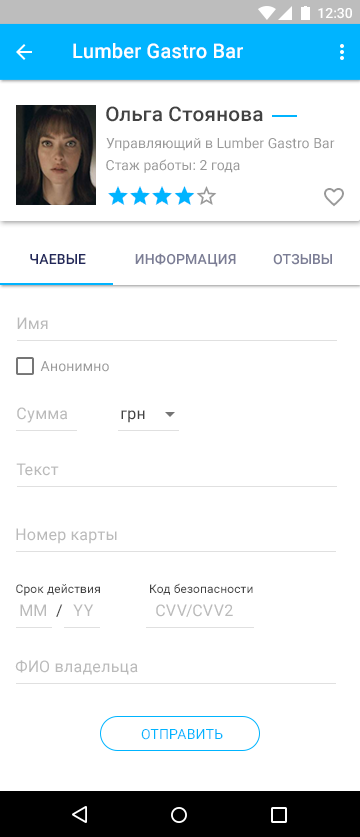 12:30
Lumber Gastro Bar
Ольга Стоянова
Управляющий в Lumber Gastro Bar
Стаж работы: 2 года
ЧАЕВЫЕ ИНФОРМАЦИЯ ОТЗЫВЫ
Имя
Анонимно
Сумма грн
Текст
Номер карты
Срок действия Код безопасности
MM / YY CVV/CVV2
ФИО владельца
ОТПРАВИТЬ